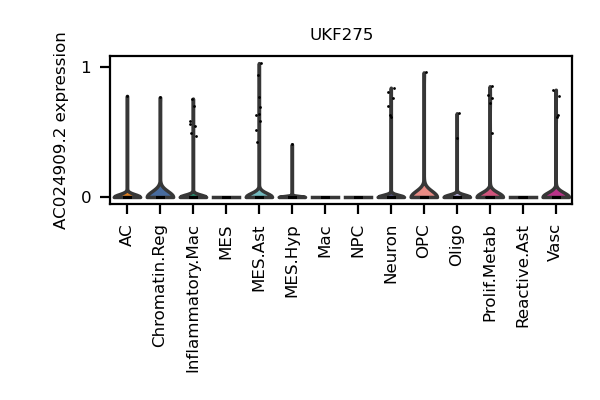 UKF275
AC024909.2 expression
1
0
AC
Chromatin.Reg
Inflammatory.Mac
MES
MES.Ast
MES.Hyp
Mac
NPC
Neuron
OPC
Oligo
Prolif.Metab
Reactive.Ast
Vasc